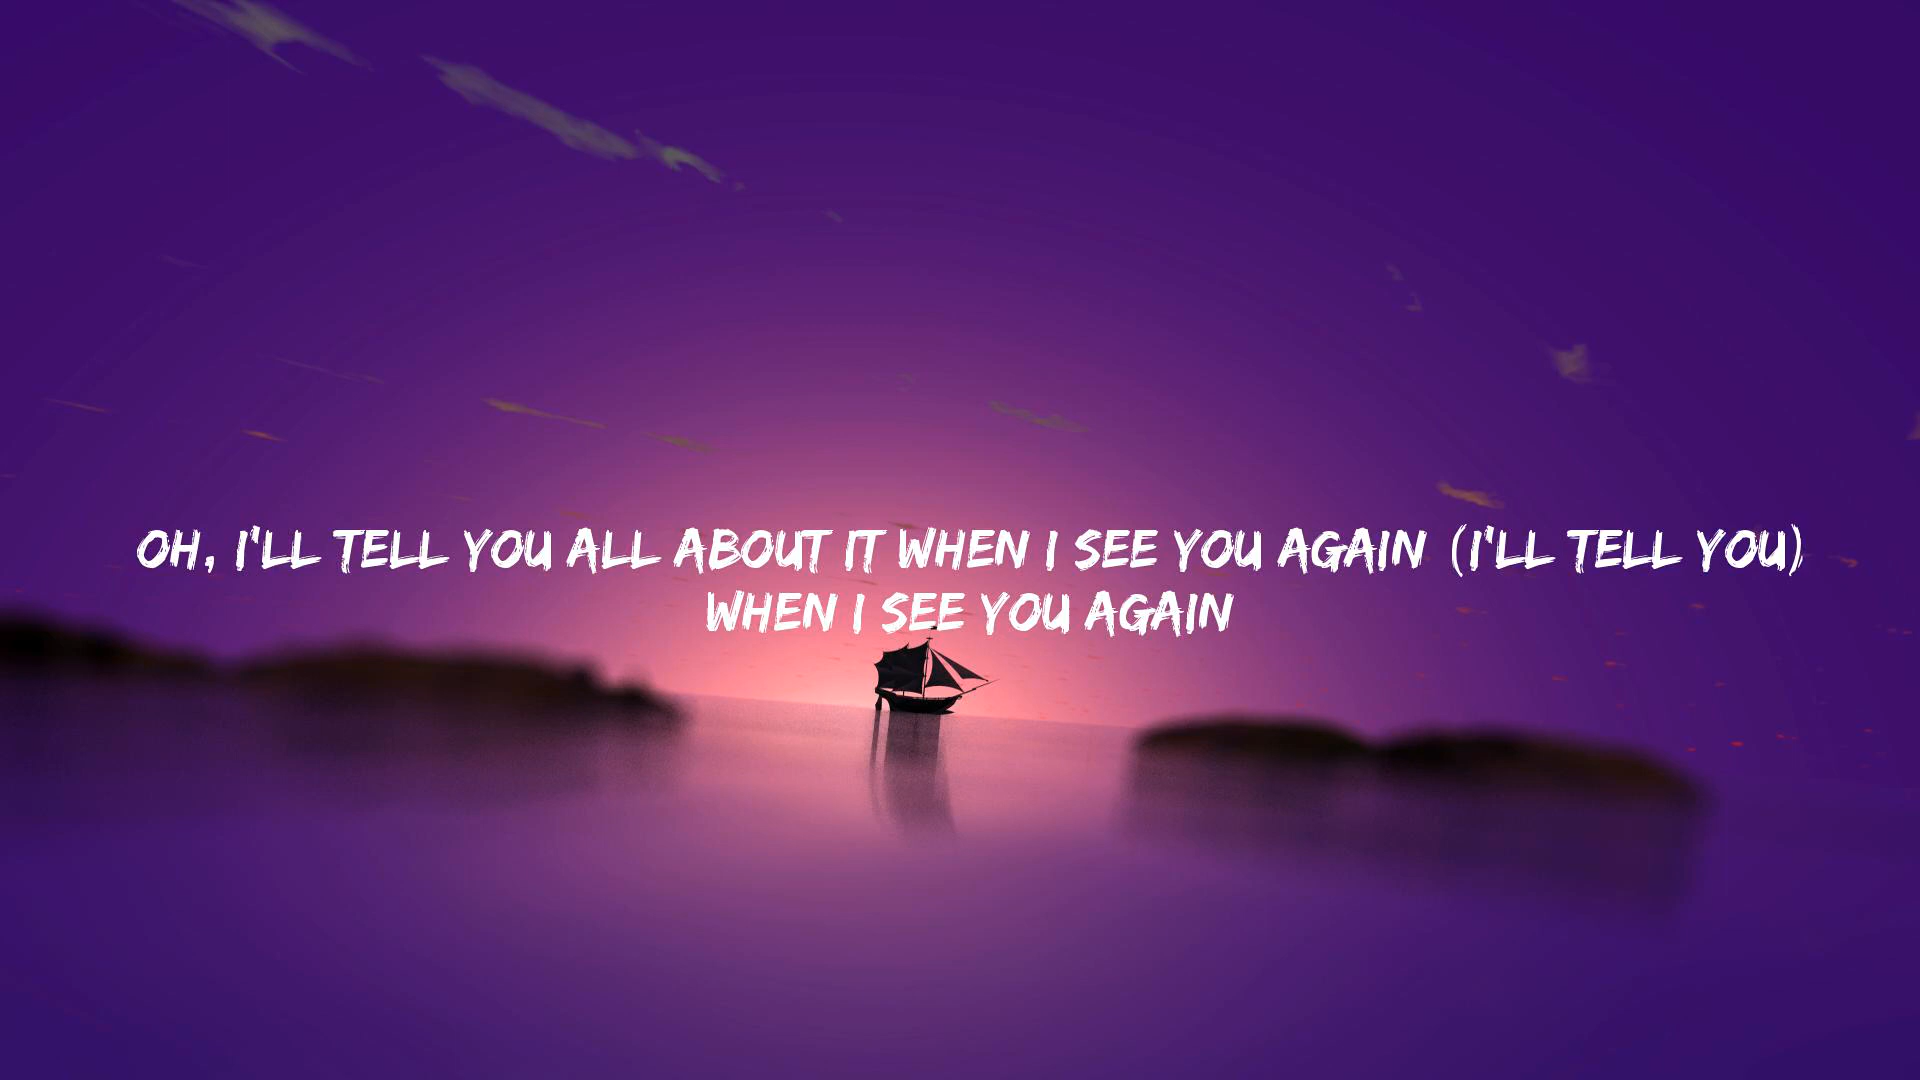 OH, I'LL TELL YOU ALL ABOUT IT WHEN I SEE YOU AGAIN (I'LL TELL YOU)
WHEN I SEE YOU AGAIN